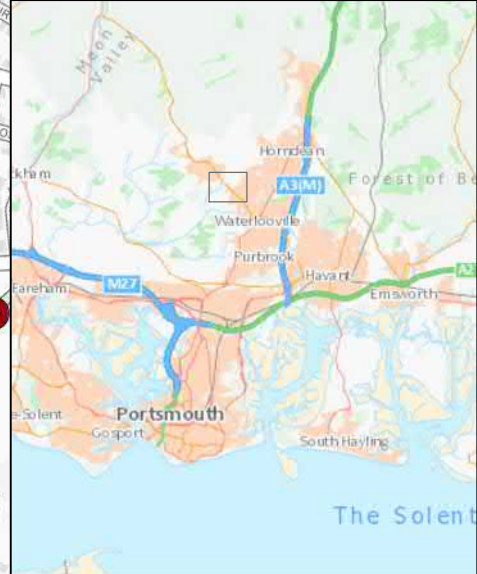 Meon
Valley
Horndean
ckham
A3(M)
Forest of Be
Waterlooville
Purbrook
Havant
A2
M27
Fareham
Emsworth
e-Solent
Portsmouth
Gosport
South Hayling
The Solent